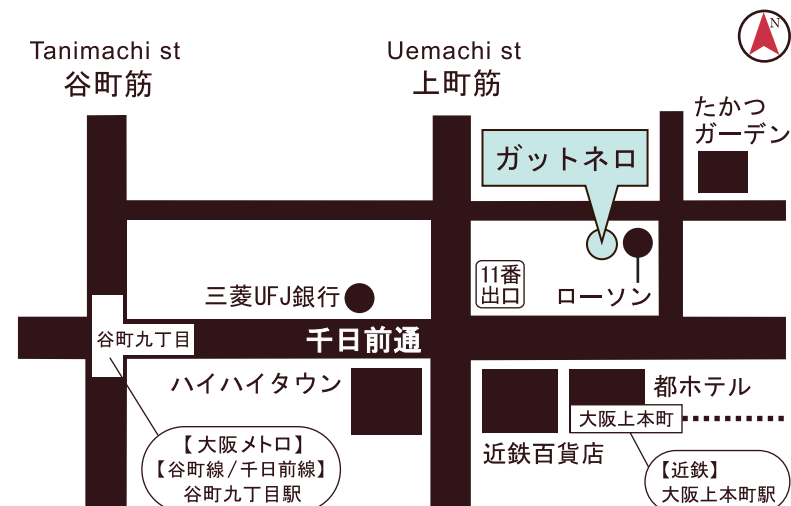 N
Tanimachi st
谷町筋
Uemachi st
上町筋
たかつ
ガーデン
ガットネロ
11番
出口
ローソン
三菱UFJ銀行
谷町九丁目
千日前通
ハイハイタウン
都ホテル
大阪上本町
近鉄百貨店
【大阪メトロ】
【谷町線/千日前線】
谷町九丁目駅
【近鉄】
大阪上本町駅